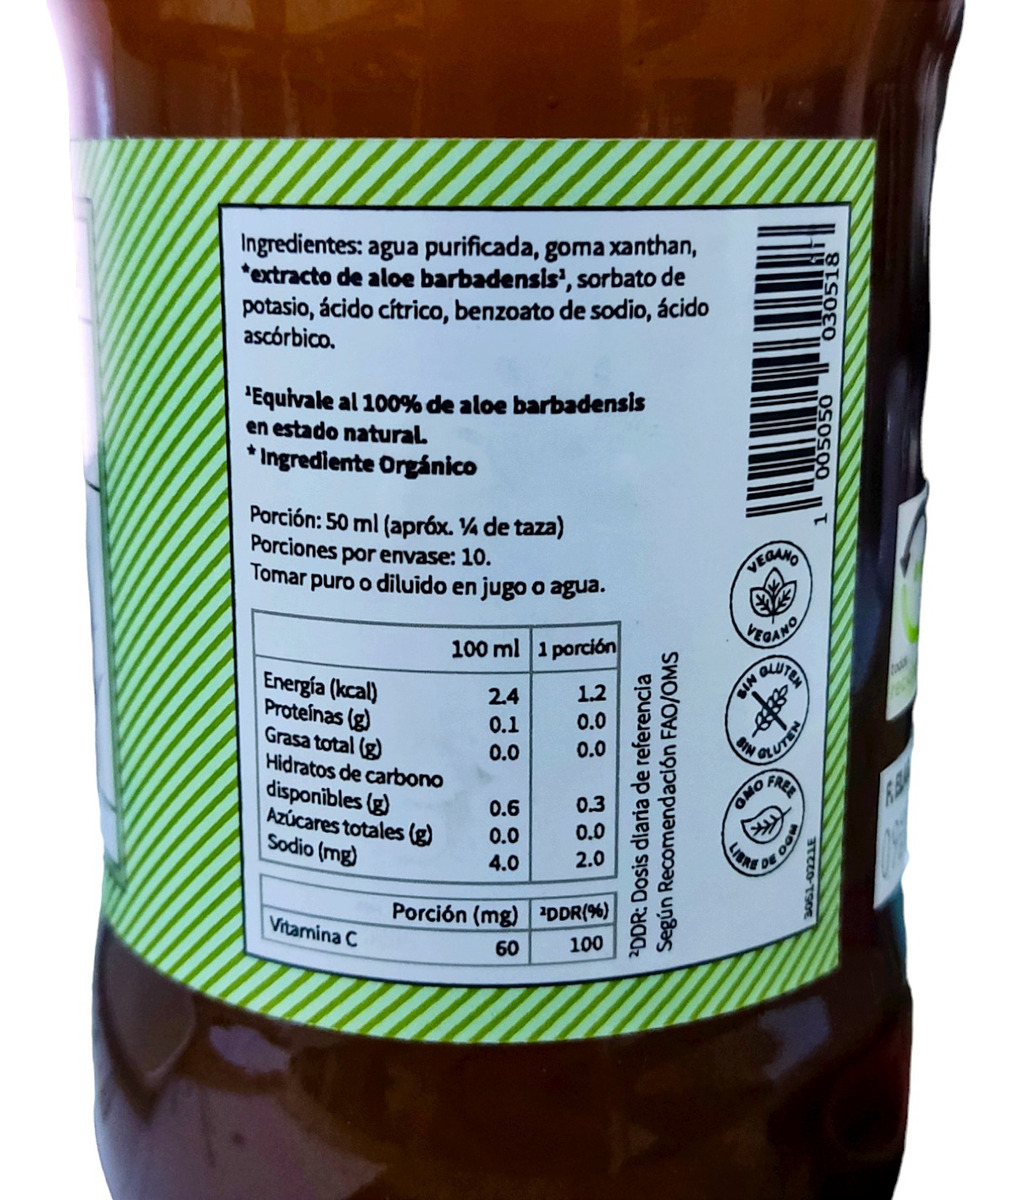 Ingredientes: agua purificada, goma xanthan,
*extracto de aloe barbadensis¹, sorbato de
potasio, ácido cítrico, benzoato de sodio, ácido
ascórbico.
¹Equivale al 100% de aloe barbadensis
en estado natural.
* Ingrediente Orgánico
Porción: 50 ml (apróx. ¼ de taza)
Porciones por envase: 10.
Tomar puro o diluido en jugo o agua.
100 ml 1 porción
Energía (kcal) 2.4 1.2
Proteínas (g) 0.1 0.0
Grasa total (g) 0.0 0.0
Hidratos de carbono
disponibles (g) 0.6 0.3
Azúcares totales (g) 0.0 0.0
Sodio (mg) 4.0 2.0
Porción (mg) ²DDR(%)
Vitamina C 60 100
²DDR: Dosis diaria de referencia
Según Recomendación FAO/OMS
1 005050 030518
VEGANO
VEGANO
SIN GLUTEN
SIN GLUTEN
GMO FREE
LIBRE DE OGM
3051-0221E